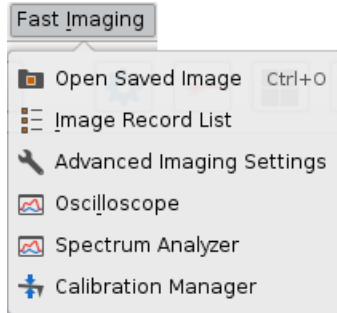 Fast Imaging
Open Saved Image Ctrl+O
Image Record List
Advanced Imaging Settings
Oscilloscope
Spectrum Analyzer
Calibration Manager